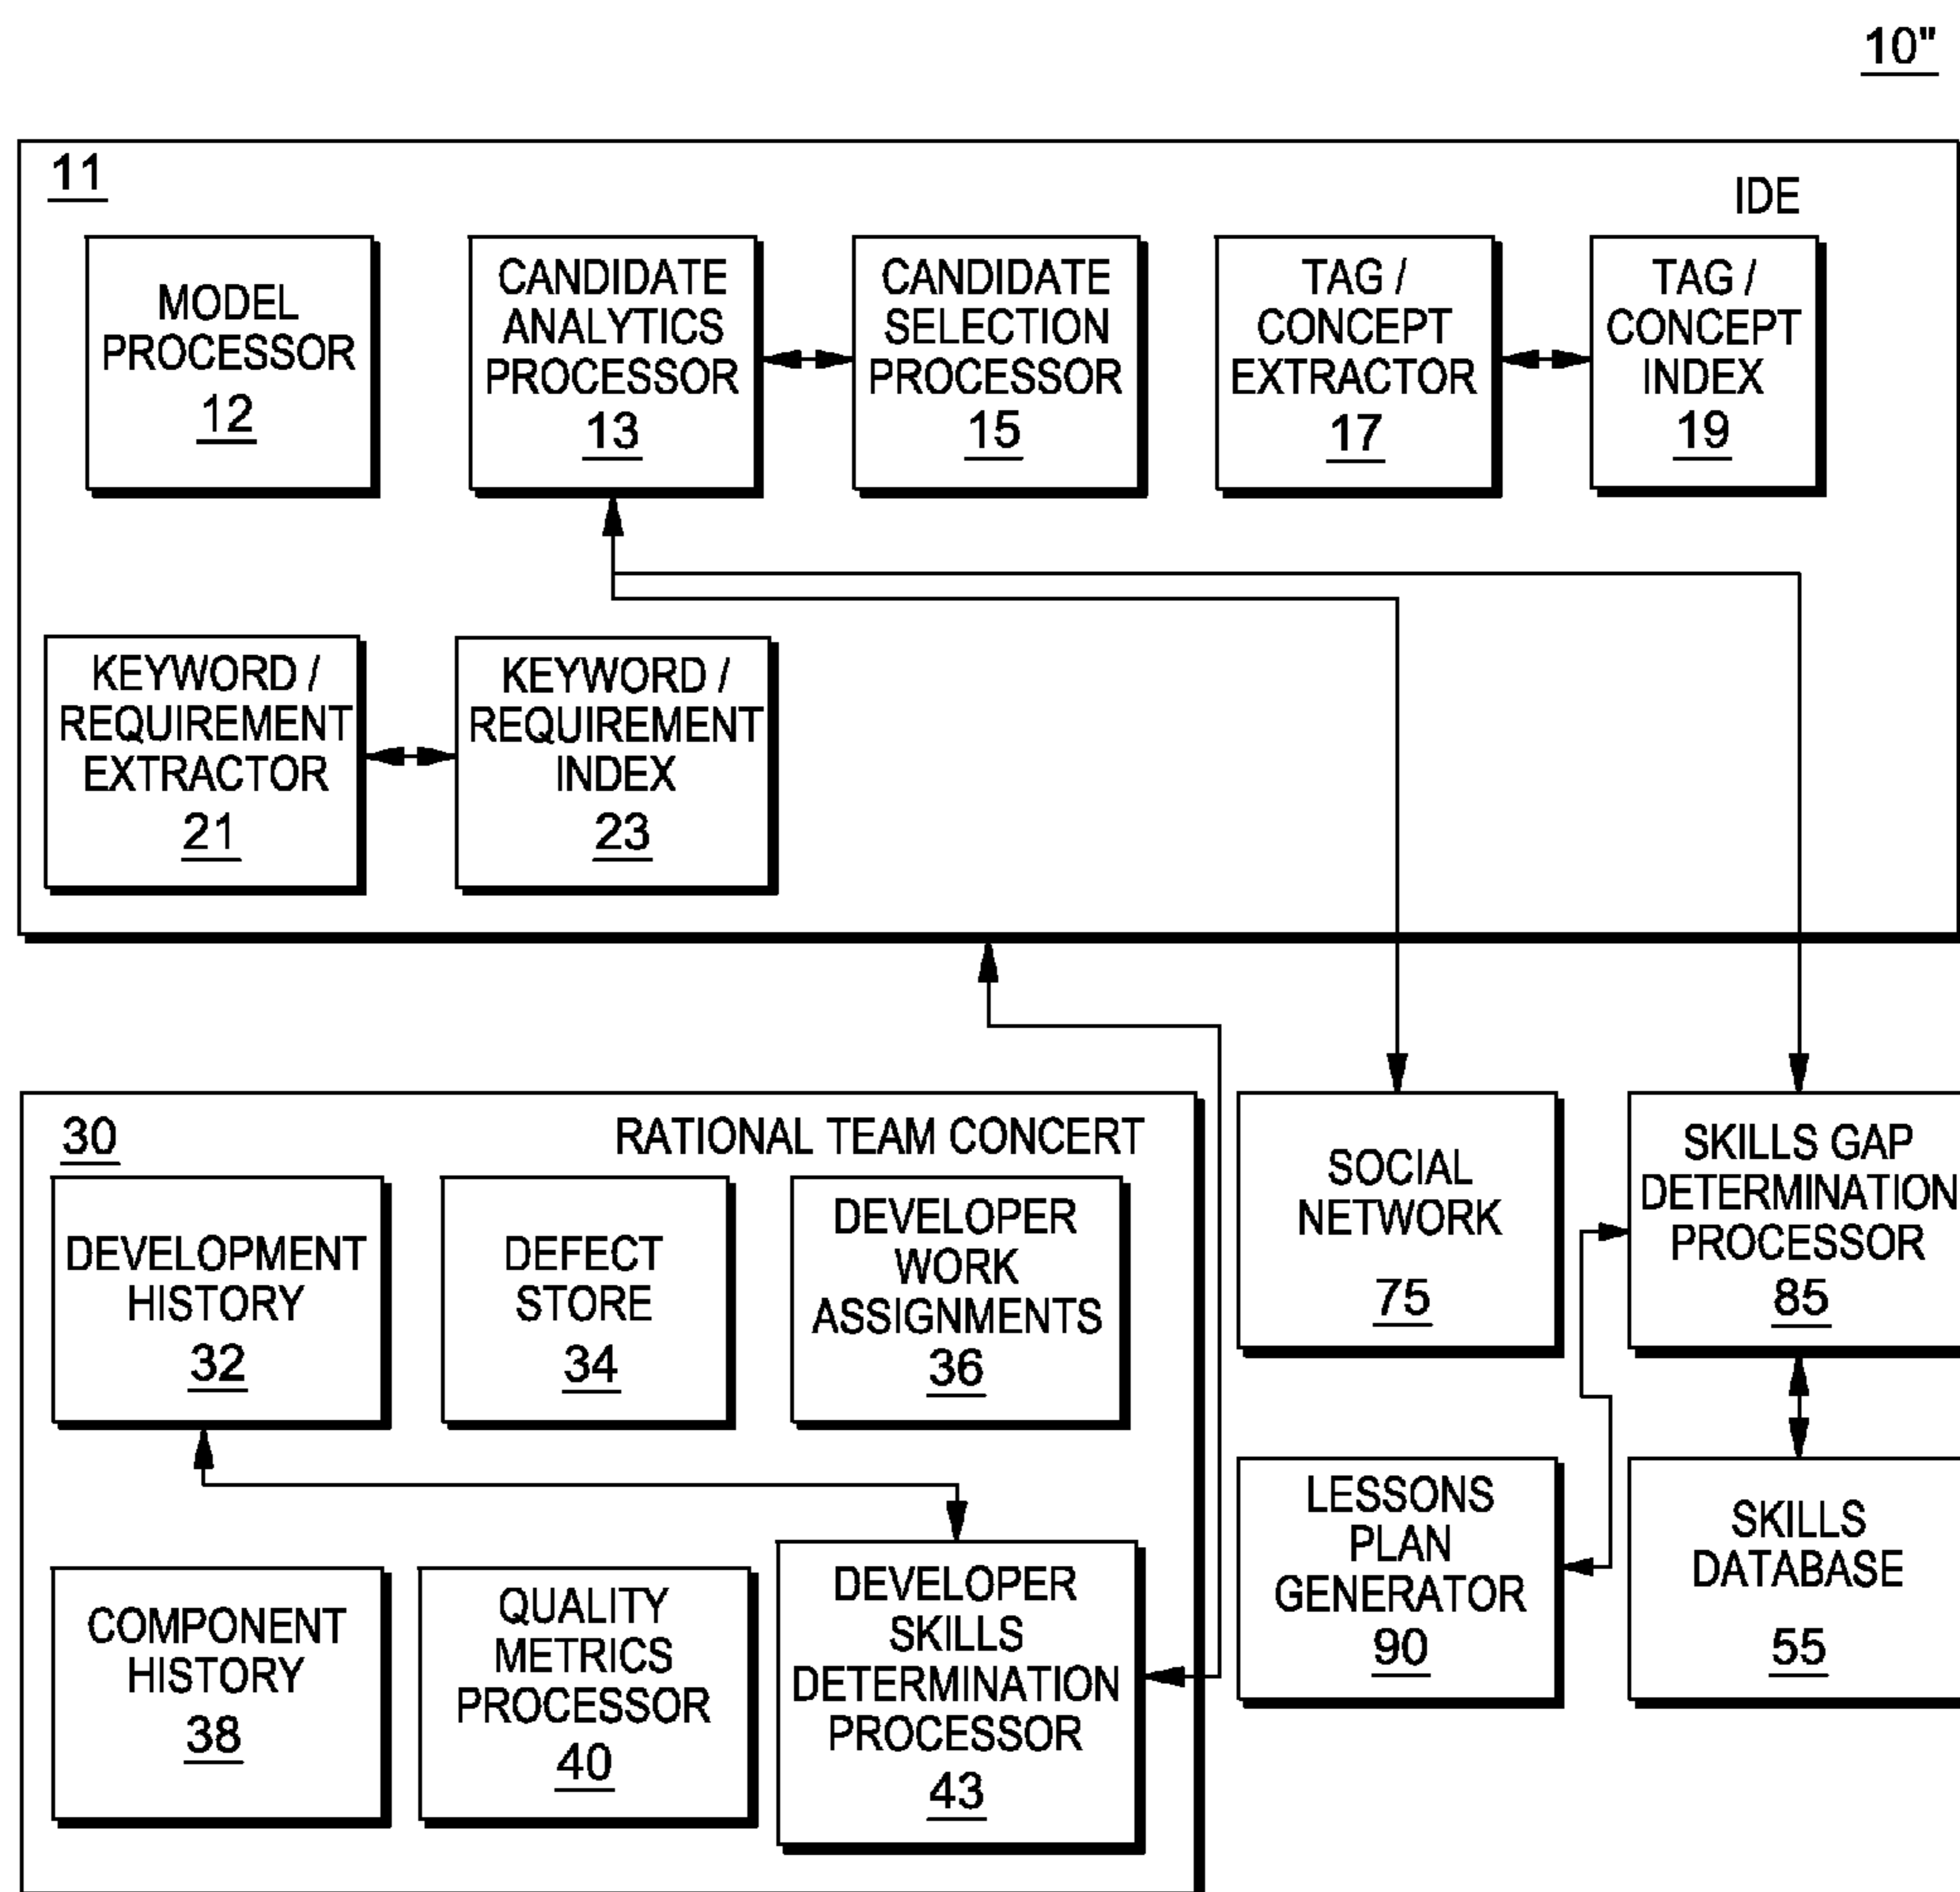 10"
11
IDE
MODEL
PROCESSOR
12
CANDIDATE
ANALYTICS
PROCESSOR
13
CANDIDATE
SELECTION
PROCESSOR
15
TAG /
CONCEPT
EXTRACTOR
17
TAG /
CONCEPT
INDEX
19
KEYWORD /
REQUIREMENT
EXTRACTOR
21
KEYWORD /
REQUIREMENT
INDEX
23
30
RATIONAL TEAM CONCERT
DEVELOPMENT
HISTORY
32
DEFECT
STORE
34
DEVELOPER
WORK
ASSIGNMENTS
36
COMPONENT
HISTORY
38
QUALITY
METRICS
PROCESSOR
40
DEVELOPER
SKILLS
DETERMINATION
PROCESSOR
43
SOCIAL
NETWORK
75
SKILLS GAP
DETERMINATION
PROCESSOR
85
LESSONS
PLAN
GENERATOR
90
SKILLS
DATABASE
55